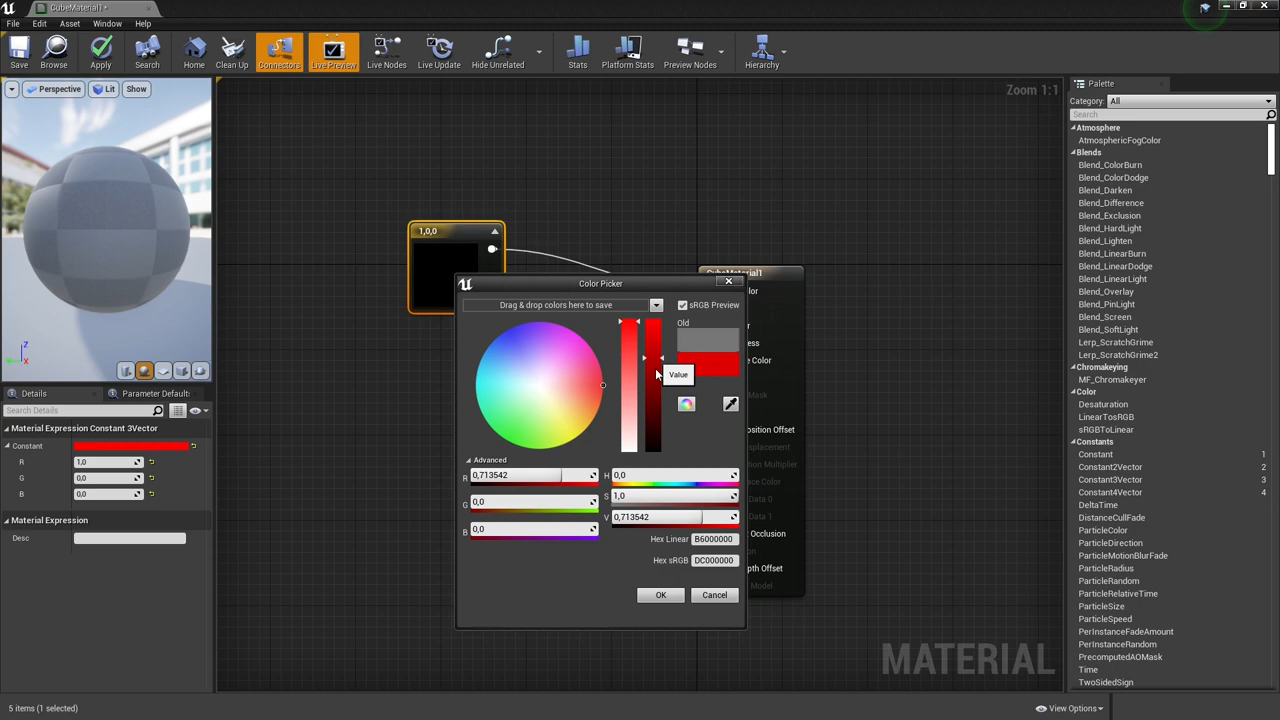 CubeMaterial1*
File Edit Asset Window Help
Save Browse Apply Search Home Clean Up Connectors Live Preview Live Nodes Live Update Hide Unrelated Stats Platform Stats Preview Nodes Hierarchy
Perspective Lit Show
Z
X
Details Parameter Default:
Search Details
Material Expression Constant 3Vector
Constant
R 1,0
G 0,0
B 0,0
Material Expression
Desc
Zoom 1:1
1,0,0
CubeMaterial1
Color Picker
Drag & drop colors here to save
sRGB Preview
Old
Value
Advanced
R 0,713542
G 0,0
B 0,0
H 0,0
S 1,0
V 0,713542
Hex Linear B6000000
Hex sRGB DC000000
OK Cancel
MATERIAL
Palette
Category: All
Search
Atmosphere
AtmosphericFogColor
Blends
Blend_ColorBurn
Blend_ColorDodge
Blend_Darken
Blend_Difference
Blend_Exclusion
Blend_HardLight
Blend_Lighten
Blend_LinearBurn
Blend_LinearDodge
Blend_LinearLight
Blend_Overlay
Blend_PinLight
Blend_Screen
Blend_SoftLight
Lerp_ScratchGrime
Lerp_ScratchGrime2
Chromakeying
MF_Chromakeyer
Color
Desaturation
LinearTosRGB
sRGBToLinear
Constants
Constant 1
Constant2Vector 2
Constant3Vector 3
Constant4Vector 4
DeltaTime
DistanceCullFade
ParticleColor
ParticleDirection
ParticleMotionBlurFade
ParticleRadius
ParticleRandom
ParticleRelativeTime
ParticleSize
ParticleSpeed
PerInstanceFadeAmount
PerInstanceRandom
PrecomputedAOMask
Time
TwoSidedSign
5 items (1 selected)
View Options